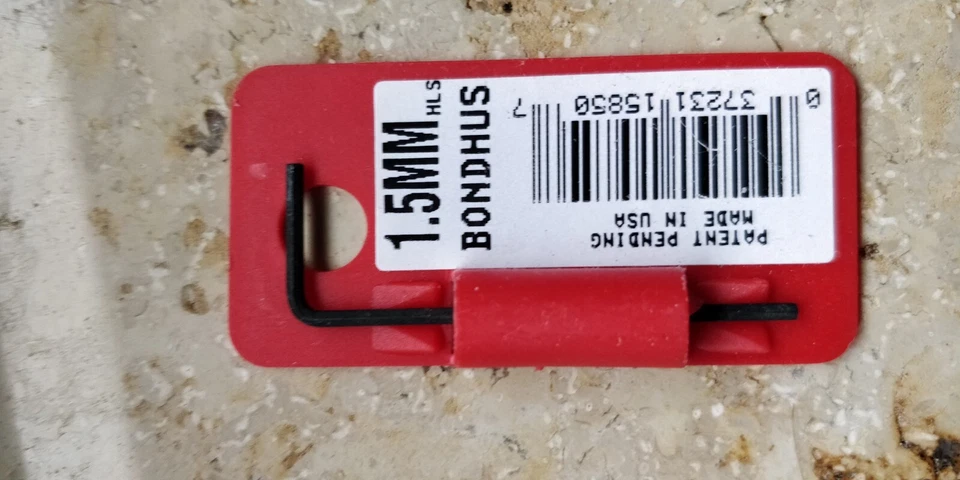 1.5MM HLS
BONDHUS
PATENT PENDING
MADE IN USA
0 37231 15850 7